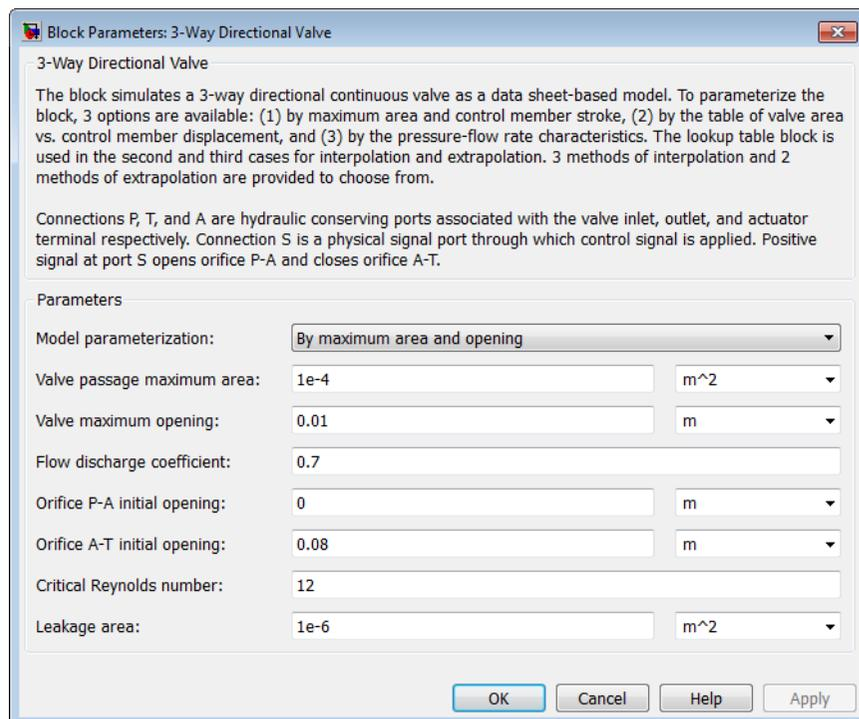 Block Parameters: 3-Way Directional Valve
3-Way Directional Valve
The block simulates a 3-way directional continuous valve as a data sheet-based model. To parameterize the
block, 3 options are available: (1) by maximum area and control member stroke, (2) by the table of valve area
vs. control member displacement, and (3) by the pressure-flow rate characteristics. The lookup table block is
used in the second and third cases for interpolation and extrapolation. 3 methods of interpolation and 2
methods of extrapolation are provided to choose from.
Connections P, T, and A are hydraulic conserving ports associated with the valve inlet, outlet, and actuator
terminal respectively. Connection S is a physical signal port through which control signal is applied. Positive
signal at port S opens orifice P-A and closes orifice A-T.
Parameters
Model parameterization: By maximum area and opening
Valve passage maximum area: 1e-4 m^2
Valve maximum opening: 0.01 m
Flow discharge coefficient: 0.7
Orifice P-A initial opening: 0 m
Orifice A-T initial opening: 0.08 m
Critical Reynolds number: 12
Leakage area: 1e-6 m^2
OK Cancel Help Apply